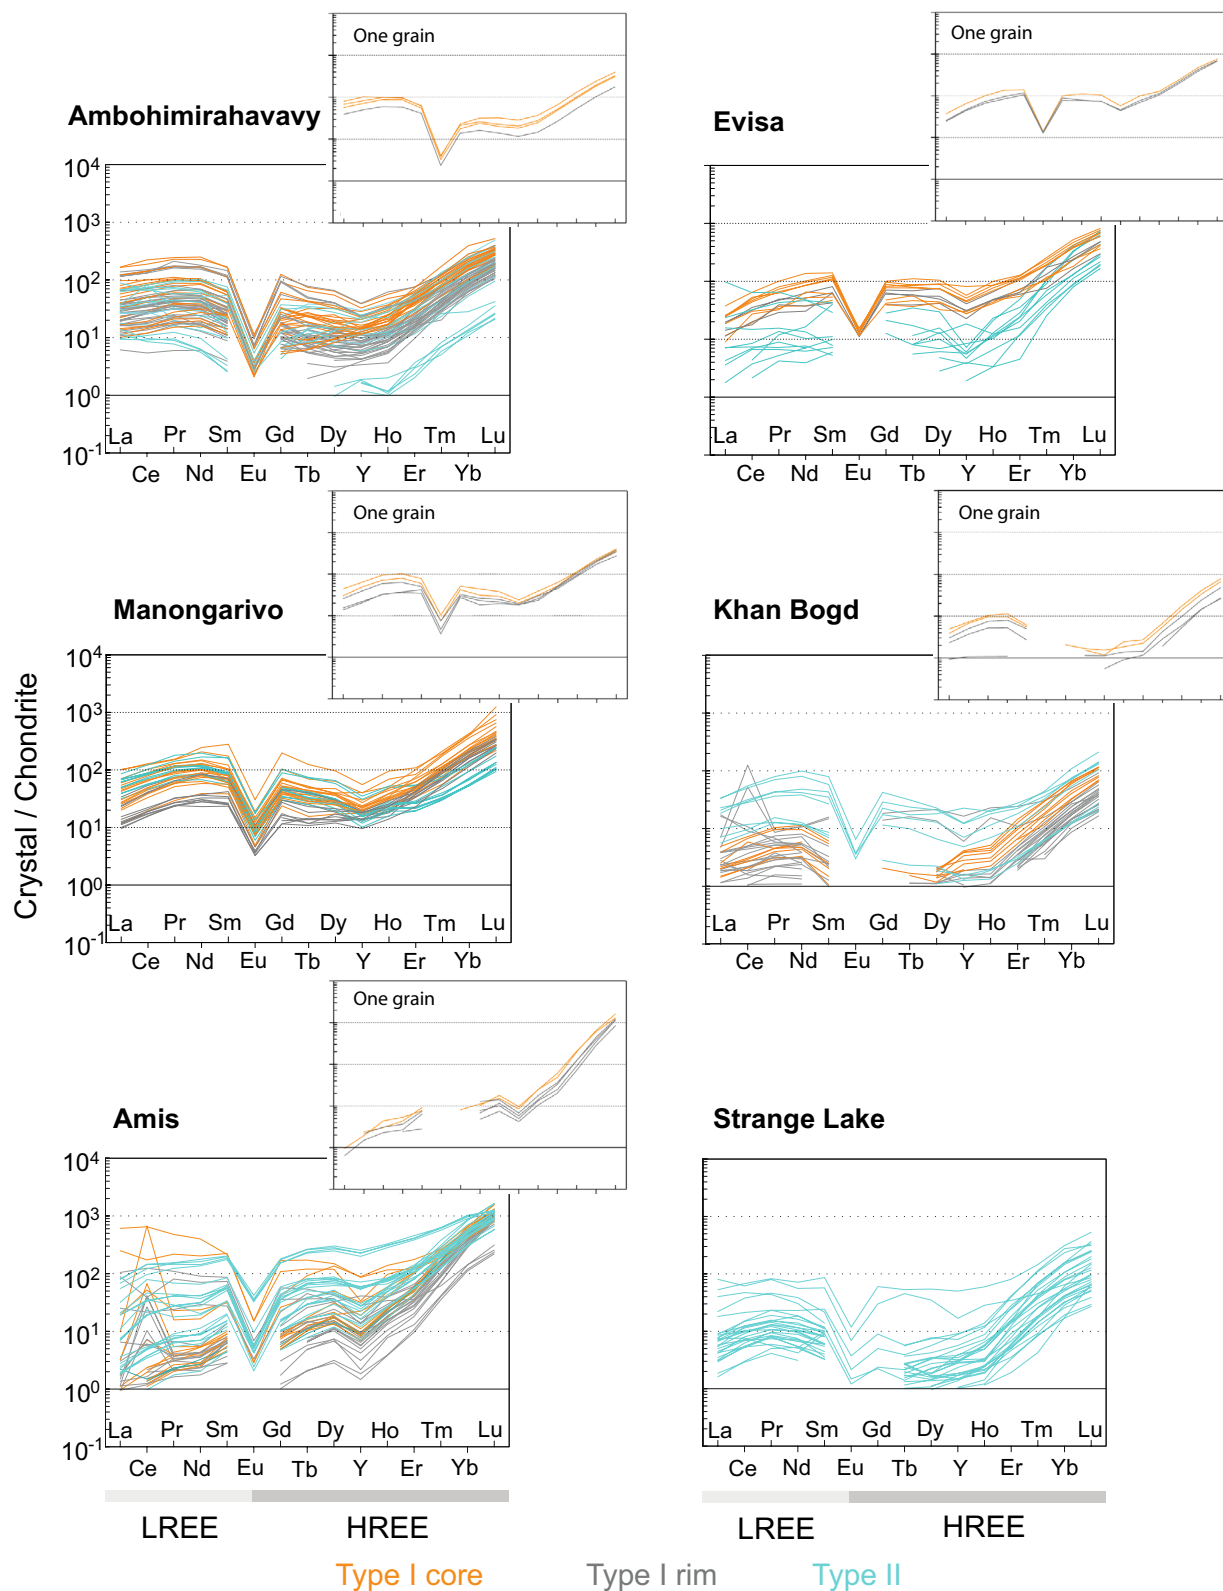 One grain
One grain
Ambohimirahavavy
Evisa
10^4
10^3
10^2
10^1
10^0
10^-1
La Pr Sm Gd Dy Ho Tm Lu
Ce Nd Eu Tb Y Er Yb
La Pr Sm Gd Dy Ho Tm Lu
Ce Nd Eu Tb Y Er Yb
One grain
One grain
Manongarivo
Khan Bogd
Crystal / Chondrite
10^4
10^3
10^2
10^1
10^0
10^-1
La Pr Sm Gd Dy Ho Tm Lu
Ce Nd Eu Tb Y Er Yb
La Pr Sm Gd Dy Ho Tm Lu
Ce Nd Eu Tb Y Er Yb
One grain
Amis
Strange Lake
10^4
10^3
10^2
10^1
10^0
10^-1
La Pr Sm Gd Dy Ho Tm Lu
Ce Nd Eu Tb Y Er Yb
La Pr Sm Gd Dy Ho Tm Lu
Ce Nd Eu Tb Y Er Yb
LREE HREE
LREE HREE
Type I core Type I rim Type II